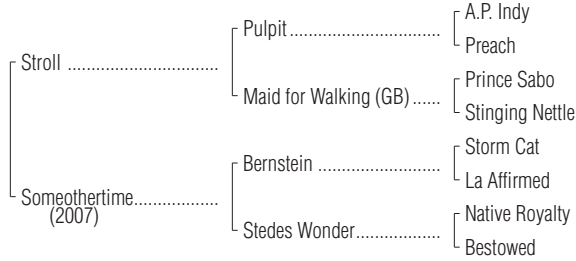 A.P. Indy
Pulpit
Preach
Stroll
Prince Sabo
Maid for Walking (GB)
Stinging Nettle
Storm Cat
Bernstein
La Affirmed
Someothertime
(2007)
Native Royalty
Stedes Wonder
Bestowed